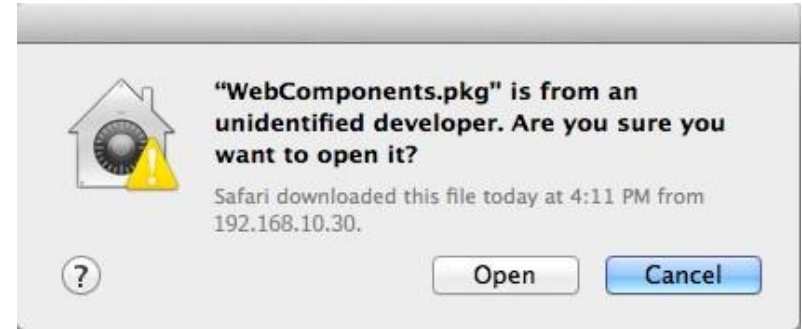 “WebComponents.pkg” is from an
unidentified developer. Are you sure you
want to open it?
Safari downloaded this file today at 4:11 PM from
192.168.10.30.
?
Open
Cancel